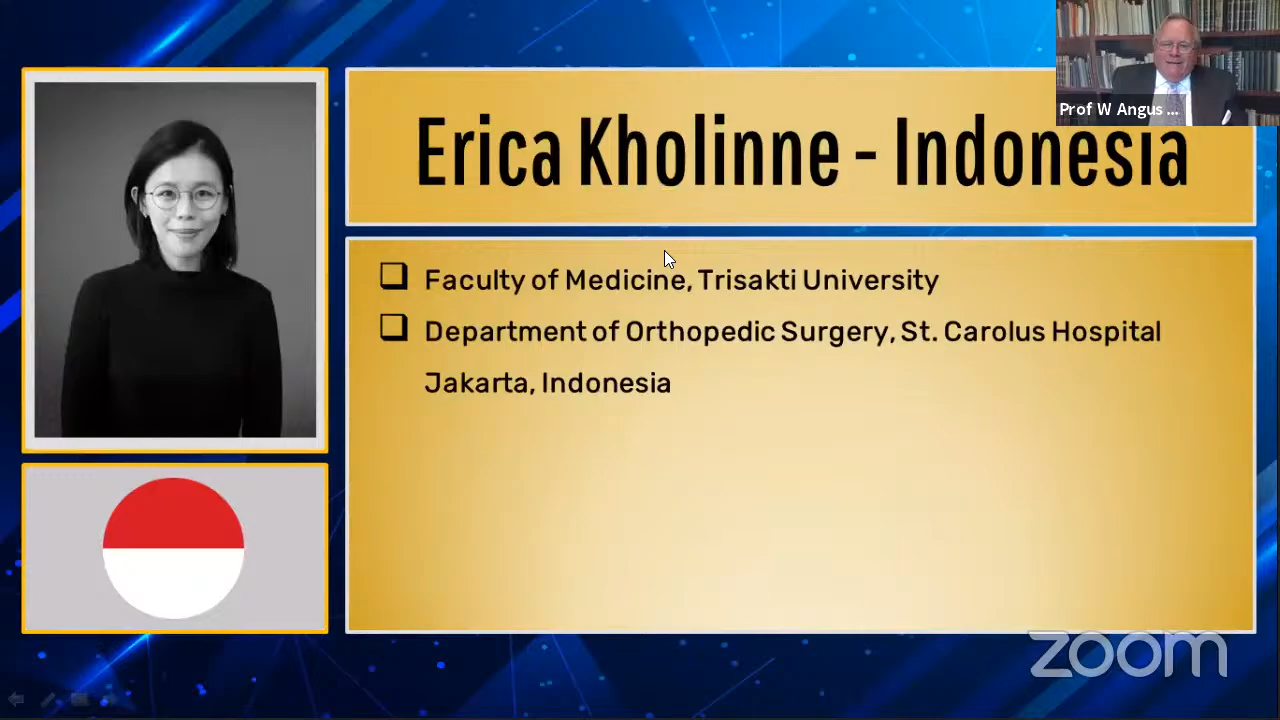 Prof W Angus ...
Erica Kholinne - Indonesia
Faculty of Medicine, Trisakti University
Department of Orthopedic Surgery, St. Carolus Hospital
Jakarta, Indonesia
zoom